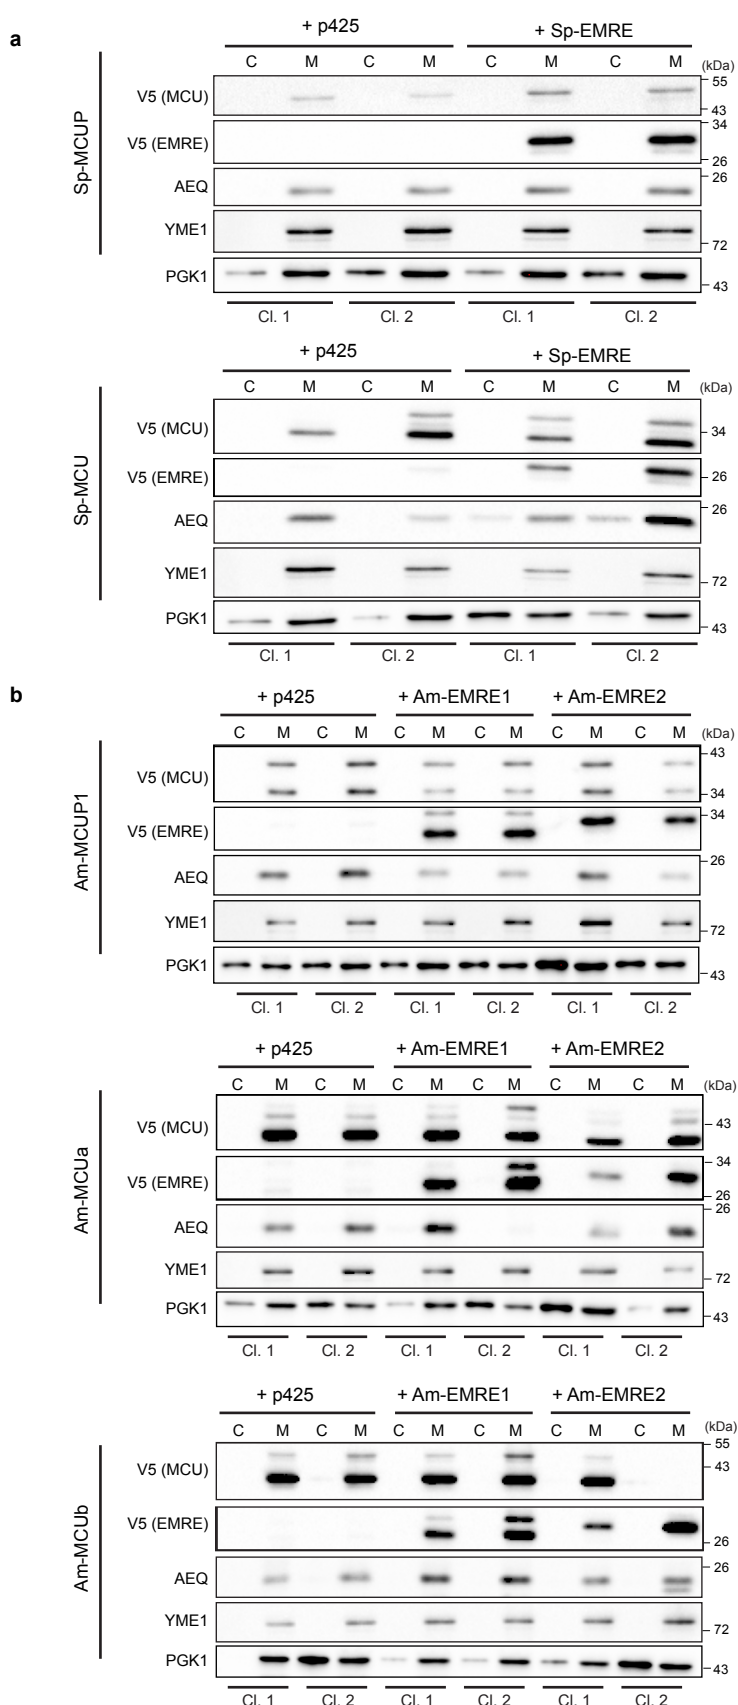 a
+ p425 + Sp-EMRE
C M C M C M C M (kDa)
Sp-MCUP
V5 (MCU) 55 43
V5 (EMRE) 34 26
AEQ 26
YME1 72
PGK1 43
Cl. 1 Cl. 2 Cl. 1 Cl. 2
+ p425 + Sp-EMRE
C M C M C M C M (kDa)
Sp-MCU
V5 (MCU) 34
V5 (EMRE) 26
AEQ 26
YME1 72
PGK1 43
Cl. 1 Cl. 2 Cl. 1 Cl. 2
b
+ p425 + Am-EMRE1 + Am-EMRE2
C M C M C M C M C M C M (kDa)
Am-MCUP1
V5 (MCU) 43 34
V5 (EMRE) 34
AEQ 26
YME1 72
PGK1 43
Cl. 1 Cl. 2 Cl. 1 Cl. 2 Cl. 1 Cl. 2
+ p425 + Am-EMRE1 + Am-EMRE2
C M C M C M C M C M C M (kDa)
Am-MCUa
V5 (MCU) 43
V5 (EMRE) 34 26
AEQ 26
YME1 72
PGK1 43
Cl. 1 Cl. 2 Cl. 1 Cl. 2 Cl. 1 Cl. 2
+ p425 + Am-EMRE1 + Am-EMRE2
C M C M C M C M C M C M (kDa)
Am-MCUb
V5 (MCU) 55 43
V5 (EMRE) 26
AEQ 26
YME1 72
PGK1 43
Cl. 1 Cl. 2 Cl. 1 Cl. 2 Cl. 1 Cl. 2